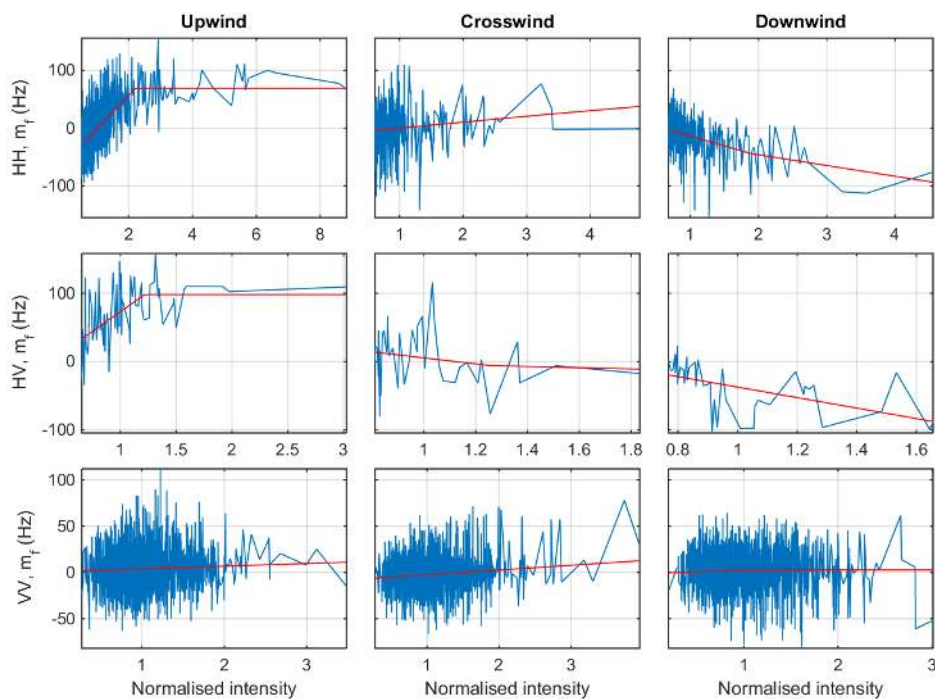 Upwind Crosswind Downwind
HH, m_f (Hz)
100
0
-100
2 4 6 8
1 2 3 4
1 2 3 4
HV, m_f (Hz)
100
0
-100
1 1.5 2 2.5 3
1 1.2 1.4 1.6 1.8
0.8 1 1.2 1.4 1.6
VV, m_f (Hz)
100
50
0
-50
1 2 3
1 2 3
1 2 3
Normalised intensity Normalised intensity Normalised intensity